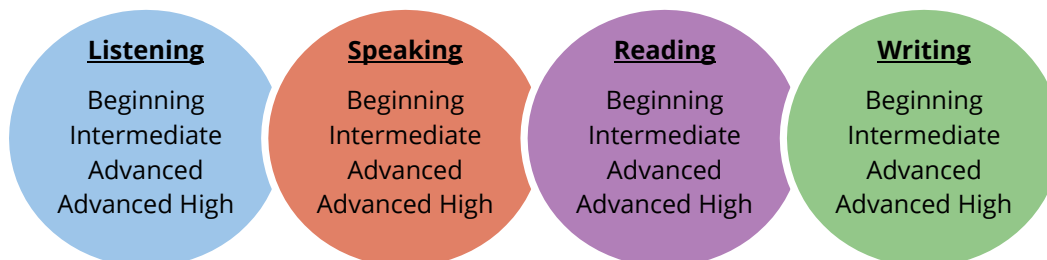 Listening
Beginning
Intermediate
Advanced
Advanced High
Speaking
Beginning
Intermediate
Advanced
Advanced High
Reading
Beginning
Intermediate
Advanced
Advanced High
Writing
Beginning
Intermediate
Advanced
Advanced High